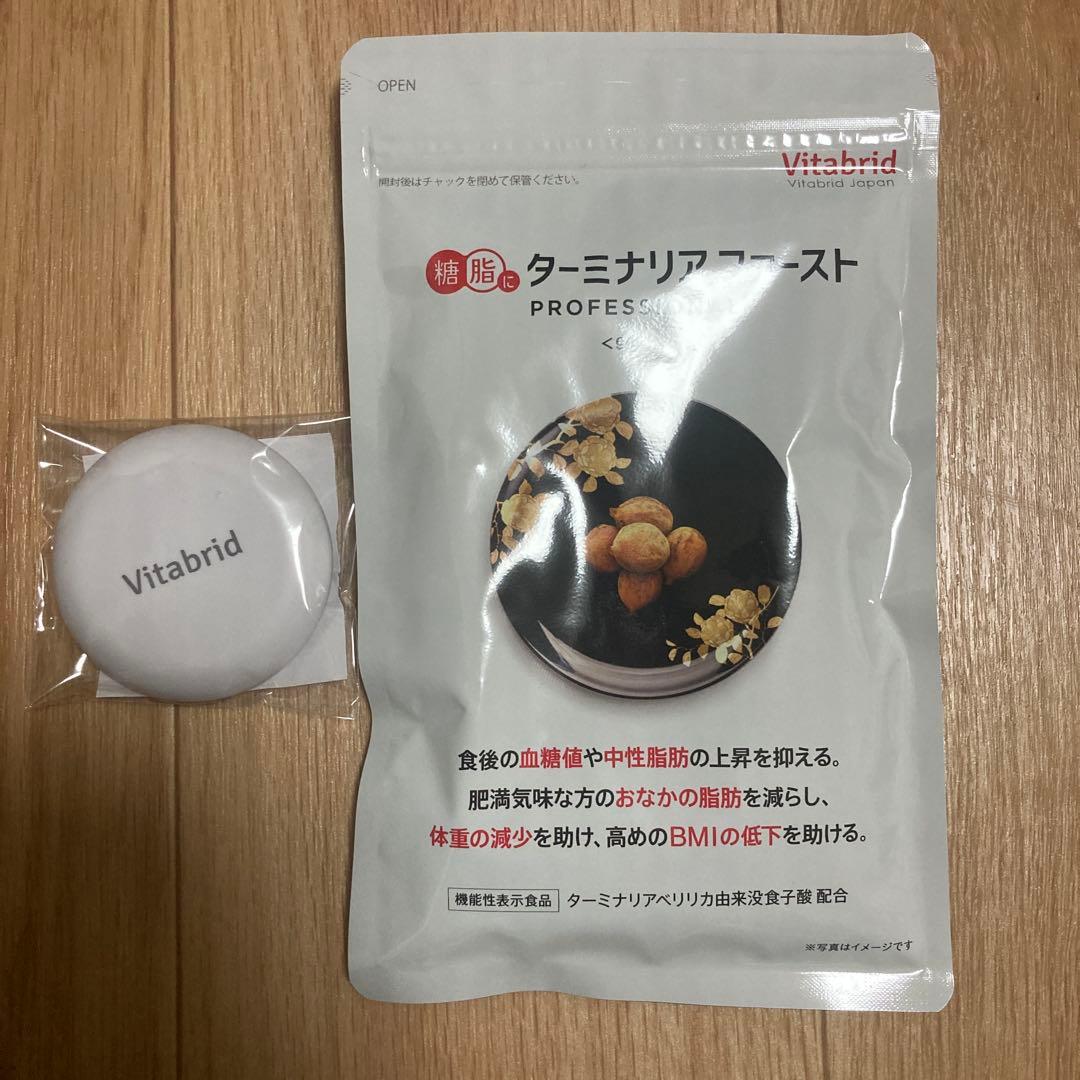 OPEN
Vitabrid
Vitabrid Japan
開封後はチャックを閉めて保管ください。
糖 脂 に ターミナリアファースト
Vitabrid
食後の血糖値や中性脂肪の上昇を抑える。
肥満気味な方のおなかの脂肪を減らし、
体重の減少を助け、高めのBMIの低下を助ける。
機能性表示食品 ターミナリアベリリカ由来没食子酸 配合
※写真はイメージです